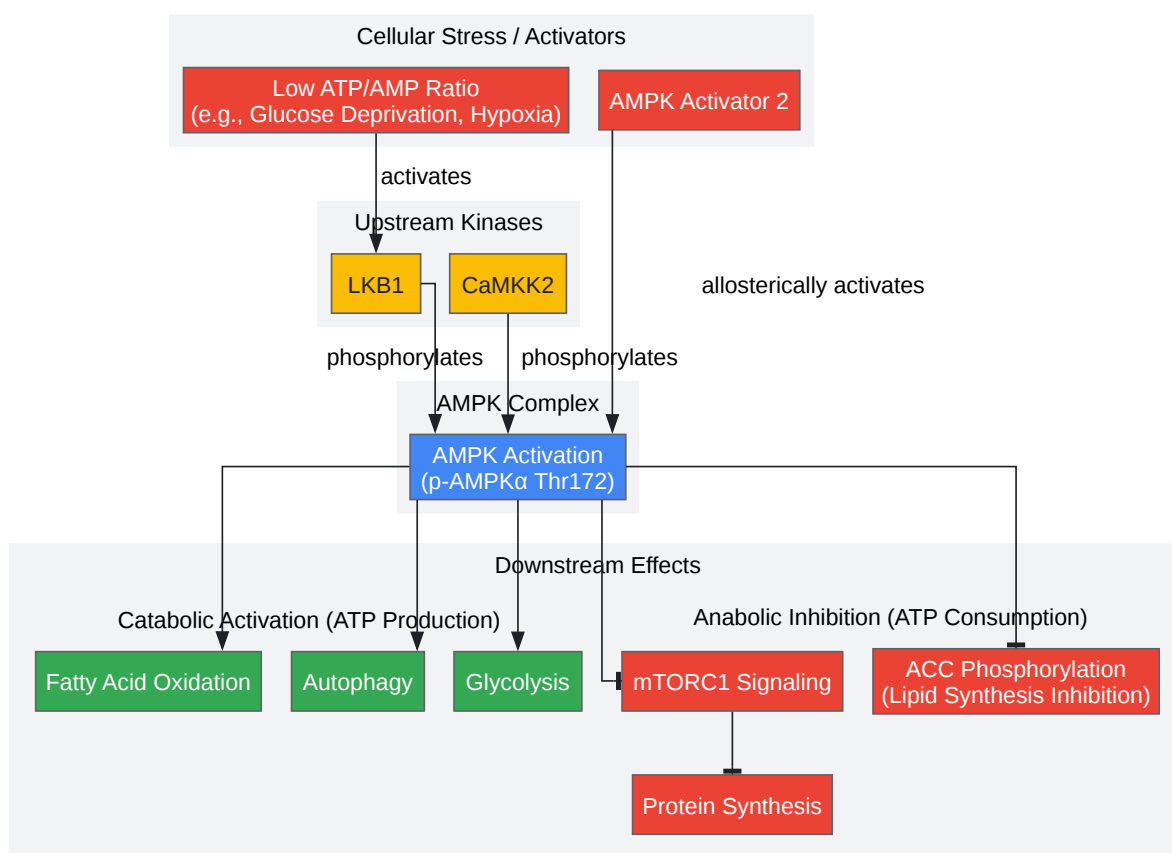 Cellular Stress / Activators
Low ATP/AMP Ratio
(e.g., Glucose Deprivation, Hypoxia)
AMPK Activator 2
activates
Upstream Kinases
LKB1
CaMKK2
allosterically activates
phosphorylates
phosphorylates
AMPK Complex
AMPK Activation
(p-AMPKα Thr172)
Downstream Effects
Catabolic Activation (ATP Production)
Anabolic Inhibition (ATP Consumption)
Fatty Acid Oxidation
Autophagy
Glycolysis
mTORC1 Signaling
ACC Phosphorylation
(Lipid Synthesis Inhibition)
Protein Synthesis